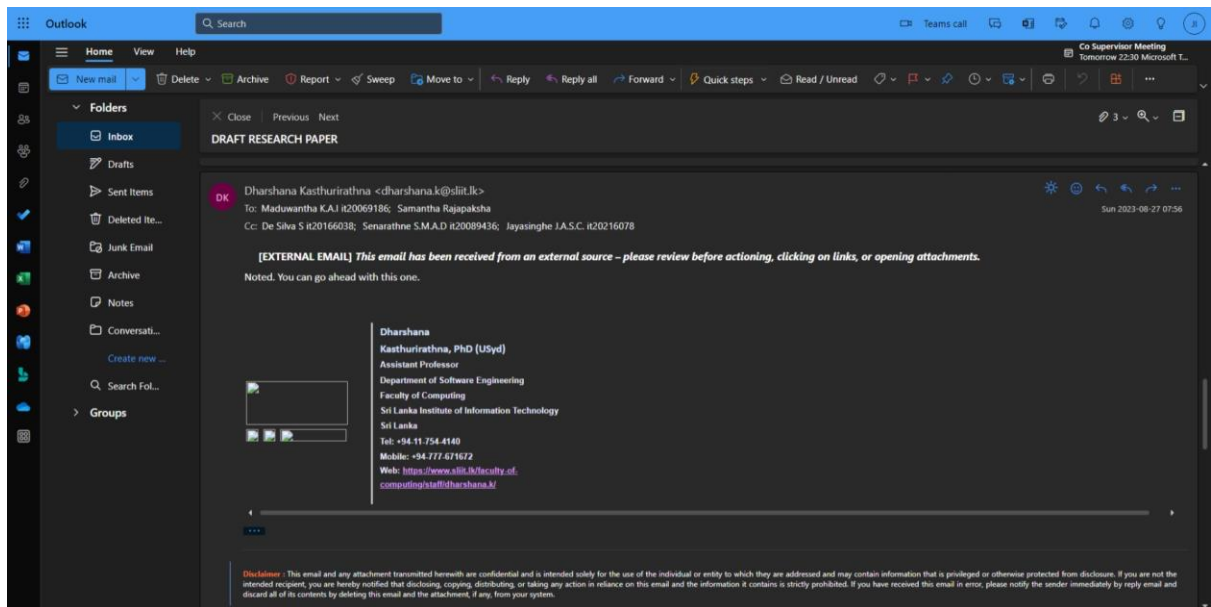 Outlook
Search
Teams call
JI
Home View Help
Co Supervisor Meeting
Tomorrow 22:30 Microsoft T...
New mail Delete Archive Report Sweep Move to Reply Reply all Forward Quick steps Read / Unread ...
Folders
Inbox
Drafts
Sent Items
Deleted Ite...
Junk Email
Archive
Notes
Conversati...
Create new ...
Search Fol...
Groups
Close Previous Next
3
DRAFT RESEARCH PAPER
DK
Dharshana Kasthurirathna <dharshana.k@sliit.lk>
To: Maduwantha K.A.I it20069186; Samantha Rajapaksha
Cc: De Silva S it20166038; Senarathne S.M.A.D it20089436; Jayasinghe J.A.S.C. it20216078
Sun 2023-08-27 07:56
[EXTERNAL EMAIL] This email has been received from an external source – please review before actioning, clicking on links, or opening attachments.
Noted. You can go ahead with this one.
Dharshana
Kasthurirathna, PhD (USyd)
Assistant Professor
Department of Software Engineering
Faculty of Computing
Sri Lanka Institute of Information Technology
Sri Lanka
Tel: +94-11-754-4140
Mobile: +94-777-671672
Web: https://www.sliit.lk/faculty-of-
computing/staff/dharshana.k/
...
Disclaimer : This email and any attachment transmitted herewith are confidential and is intended solely for the use of the individual or entity to which they are addressed and may contain information that is privileged or otherwise protected from disclosure. If you are not the
intended recipient, you are hereby notified that disclosing, copying, distributing, or taking any action in reliance on this email and the information it contains is strictly prohibited. If you have received this email in error, please notify the sender immediately by reply email and
discard all of its contents by deleting this email and the attachment, if any, from your system.